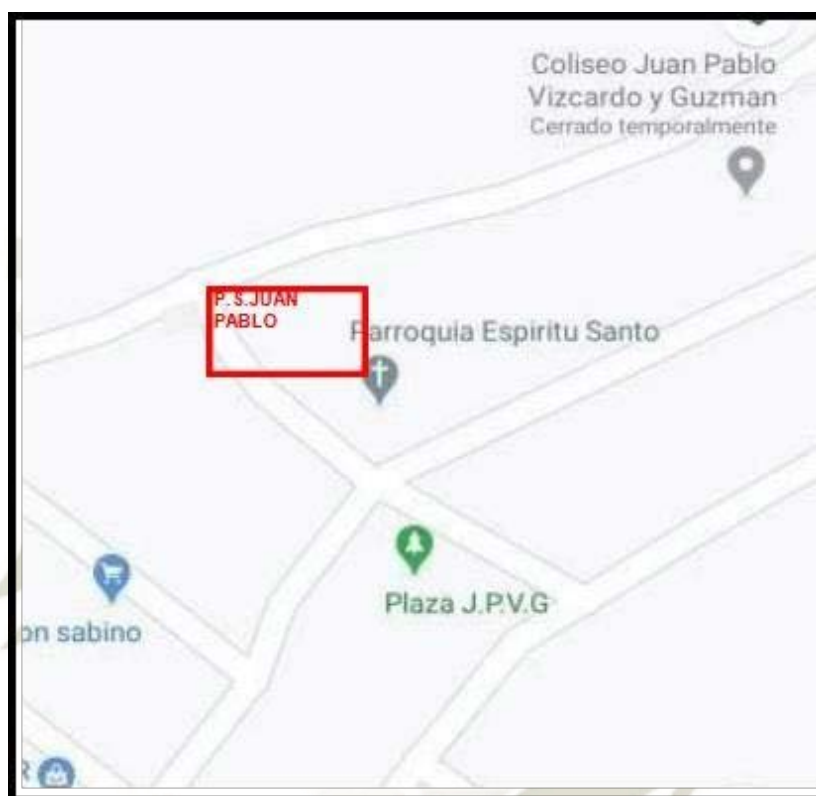 Coliseo Juan Pablo
Vizcardo y Guzman
Cerrado temporalmente
P.S.JUAN
PABLO
Parroquia Espiritu Santo
Plaza J.P.V.G
on sabino
R